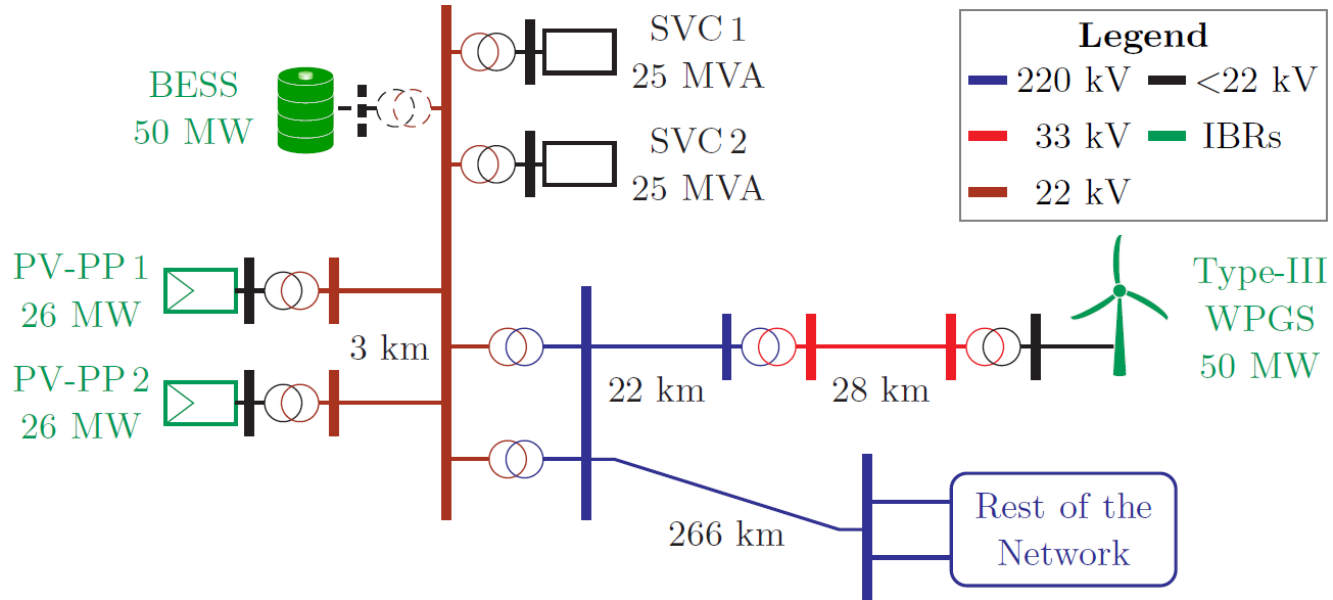 BESS
50 MW
SVC 1
25 MVA
SVC 2
25 MVA
Legend
220 kV
<22 kV
33 kV
IBRs
22 kV
PV-PP 1
26 MW
PV-PP 2
26 MW
3 km
22 km
28 km
Type-III
WPGS
50 MW
266 km
Rest of the
Network